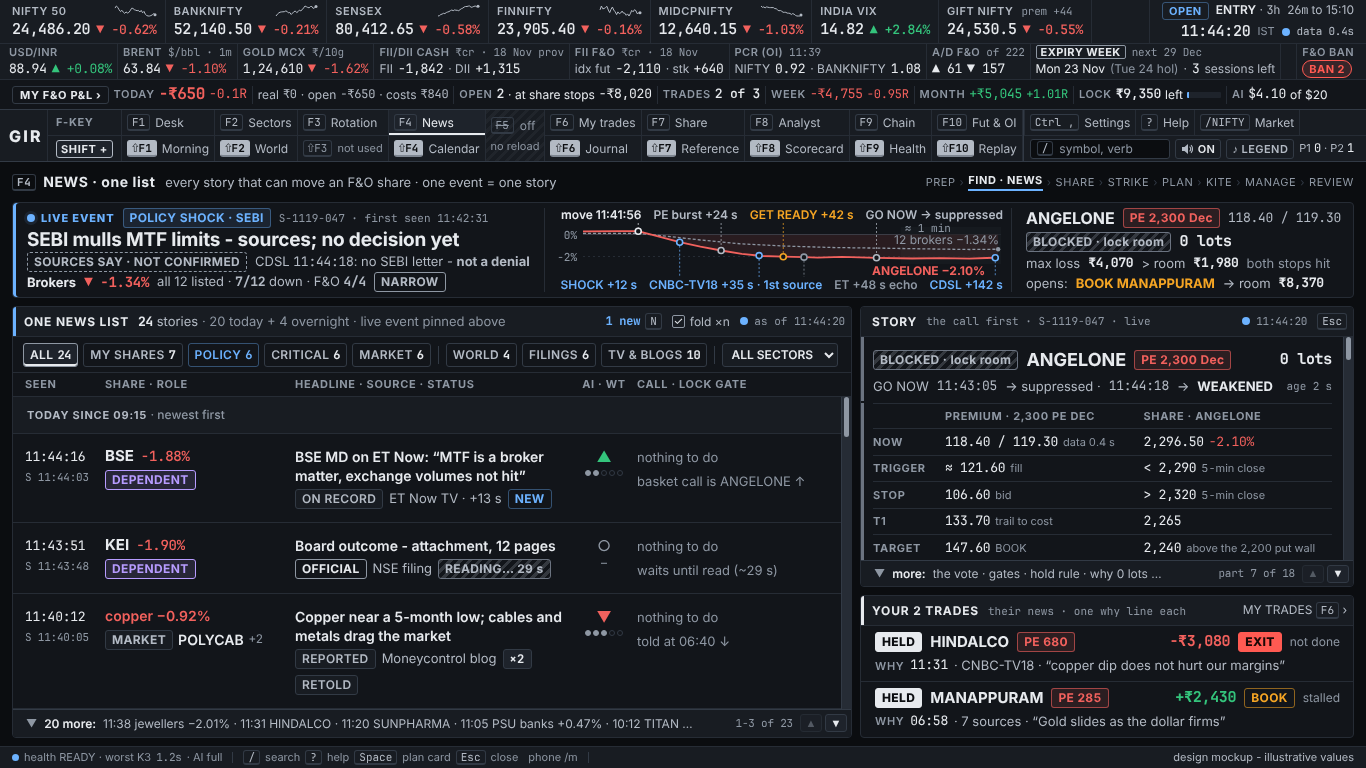 NIFTY 50 BANKNIFTY SENSEX FINNIFTY MIDCPNIFTY INDIA VIX GIFT NIFTY prem +44 OPEN ENTRY · 3h 26m to 15:10
24,486.20 ▼ -0.62% 52,140.50 ▼ -0.21% 80,412.65 ▼ -0.58% 23,905.40 ▼ -0.16% 12,640.15 ▼ -1.03% 14.82 ▲ +2.84% 24,530.5 ▼ -0.55% 11:44:20 IST ● data 0.4s
USD/INR BRENT $/bbl · 1m GOLD MCX ₹/10g FII/DII CASH ₹cr · 18 Nov prov FII F&O ₹cr · 18 Nov PCR (OI) 11:39 A/D F&O of 222 EXPIRY WEEK next 29 Dec F&O BAN
88.94 ▲ +0.08% 63.84 ▼ -1.10% 1,24,610 ▼ -1.62% FII -1,842 · DII +1,315 idx fut -2,110 · stk +640 NIFTY 0.92 · BANKNIFTY 1.08 ▲ 61 ▼ 157 Mon 23 Nov (Tue 24 hol) · 3 sessions left BAN 2
MY F&O P&L › TODAY -₹650 -0.1R real ₹0 · open -₹650 · costs ₹840 OPEN 2 · at share stops -₹8,020 TRADES 2 of 3 WEEK -₹4,755 -0.95R MONTH +₹5,045 +1.01R LOCK ₹9,350 left AI $4.10 of $20
GIR F-KEY F1 Desk F2 Sectors F3 Rotation F4 News F5 off F6 My trades F7 Share F8 Analyst F9 Chain F10 Fut & OI Ctrl , Settings ? Help /NIFTY Market
SHIFT + ⇧F1 Morning ⇧F2 World ⇧F3 not used ⇧F4 Calendar no reload ⇧F6 Journal ⇧F7 Reference ⇧F8 Scorecard ⇧F9 Health ⇧F10 Replay / symbol, verb ON ♪ LEGEND P1 0 · P2 1
F4 NEWS · one list every story that can move an F&O share · one event = one story PREP › FIND · NEWS › SHARE › STRIKE › PLAN › KITE › MANAGE › REVIEW
● LIVE EVENT POLICY SHOCK · SEBI S-1119-047 · first seen 11:42:31
SEBI mulls MTF limits - sources; no decision yet
SOURCES SAY · NOT CONFIRMED CDSL 11:44:18: no SEBI letter - not a denial
Brokers ▼ -1.34% all 12 listed · 7/12 down · F&O 4/4 NARROW
move 11:41:56 PE burst +24 s GET READY +42 s GO NOW → suppressed
≈ 1 min
0% 12 brokers −1.34%
-2%
ANGELONE −2.10%
SHOCK +12 s CNBC-TV18 +35 s · 1st source ET +48 s echo CDSL +142 s
ANGELONE PE 2,300 Dec 118.40 / 119.30
BLOCKED · lock room 0 lots
max loss ₹4,070 > room ₹1,980 both stops hit
opens: BOOK MANAPPURAM → room ₹8,370
ONE NEWS LIST 24 stories · 20 today + 4 overnight · live event pinned above 1 new N fold ×n ● as of 11:44:20
ALL 24 MY SHARES 7 POLICY 6 CRITICAL 6 MARKET 6 WORLD 4 FILINGS 6 TV & BLOGS 10 ALL SECTORS
SEEN SHARE · ROLE HEADLINE · SOURCE · STATUS AI · WT CALL · LOCK GATE
TODAY SINCE 09:15 · newest first
11:44:16 BSE -1.88% BSE MD on ET Now: “MTF is a broker nothing to do
S 11:44:03 DEPENDENT matter, exchange volumes not hit” basket call is ANGELONE ↑
ON RECORD ET Now TV · +13 s NEW
11:43:51 KEI -1.90% Board outcome - attachment, 12 pages nothing to do
S 11:43:48 DEPENDENT OFFICIAL NSE filing READING... 29 s – waits until read (~29 s)
11:40:12 copper −0.92% Copper near a 5-month low; cables and nothing to do
S 11:40:05 MARKET POLYCAB +2 metals drag the market told at 06:40 ↓
REPORTED Moneycontrol blog ×2
RETOLD
▼ 20 more: 11:38 jewellers −2.01% · 11:31 HINDALCO · 11:20 SUNPHARMA · 11:05 PSU banks +0.47% · 10:12 TITAN ... 1-3 of 23 ▲ ▼
STORY the call first · S-1119-047 · live ● 11:44:20 Esc
BLOCKED · lock room ANGELONE PE 2,300 Dec 0 lots
GO NOW 11:43:05 → suppressed · 11:44:18 → WEAKENED age 2 s
PREMIUM · 2,300 PE DEC SHARE · ANGELONE
NOW 118.40 / 119.30 data 0.4 s 2,296.50 -2.10%
TRIGGER ≈ 121.60 fill < 2,290 5-min close
STOP 106.60 bid > 2,320 5-min close
T1 133.70 trail to cost 2,265
TARGET 147.60 BOOK 2,240 above the 2,200 put wall
▼ more: the vote · gates · hold rule · why 0 lots ... part 7 of 18 ▲ ▼
YOUR 2 TRADES their news · one why line each MY TRADES F6 ›
HELD HINDALCO PE 680 -₹3,080 EXIT not done
WHY 11:31 · CNBC-TV18 · “copper dip does not hurt our margins”
HELD MANAPPURAM PE 285 +₹2,430 BOOK stalled
WHY 06:58 · 7 sources · “Gold slides as the dollar firms”
● health READY · worst K3 1.2s · AI full / search ? help Space plan card Esc close phone /m design mockup - illustrative values